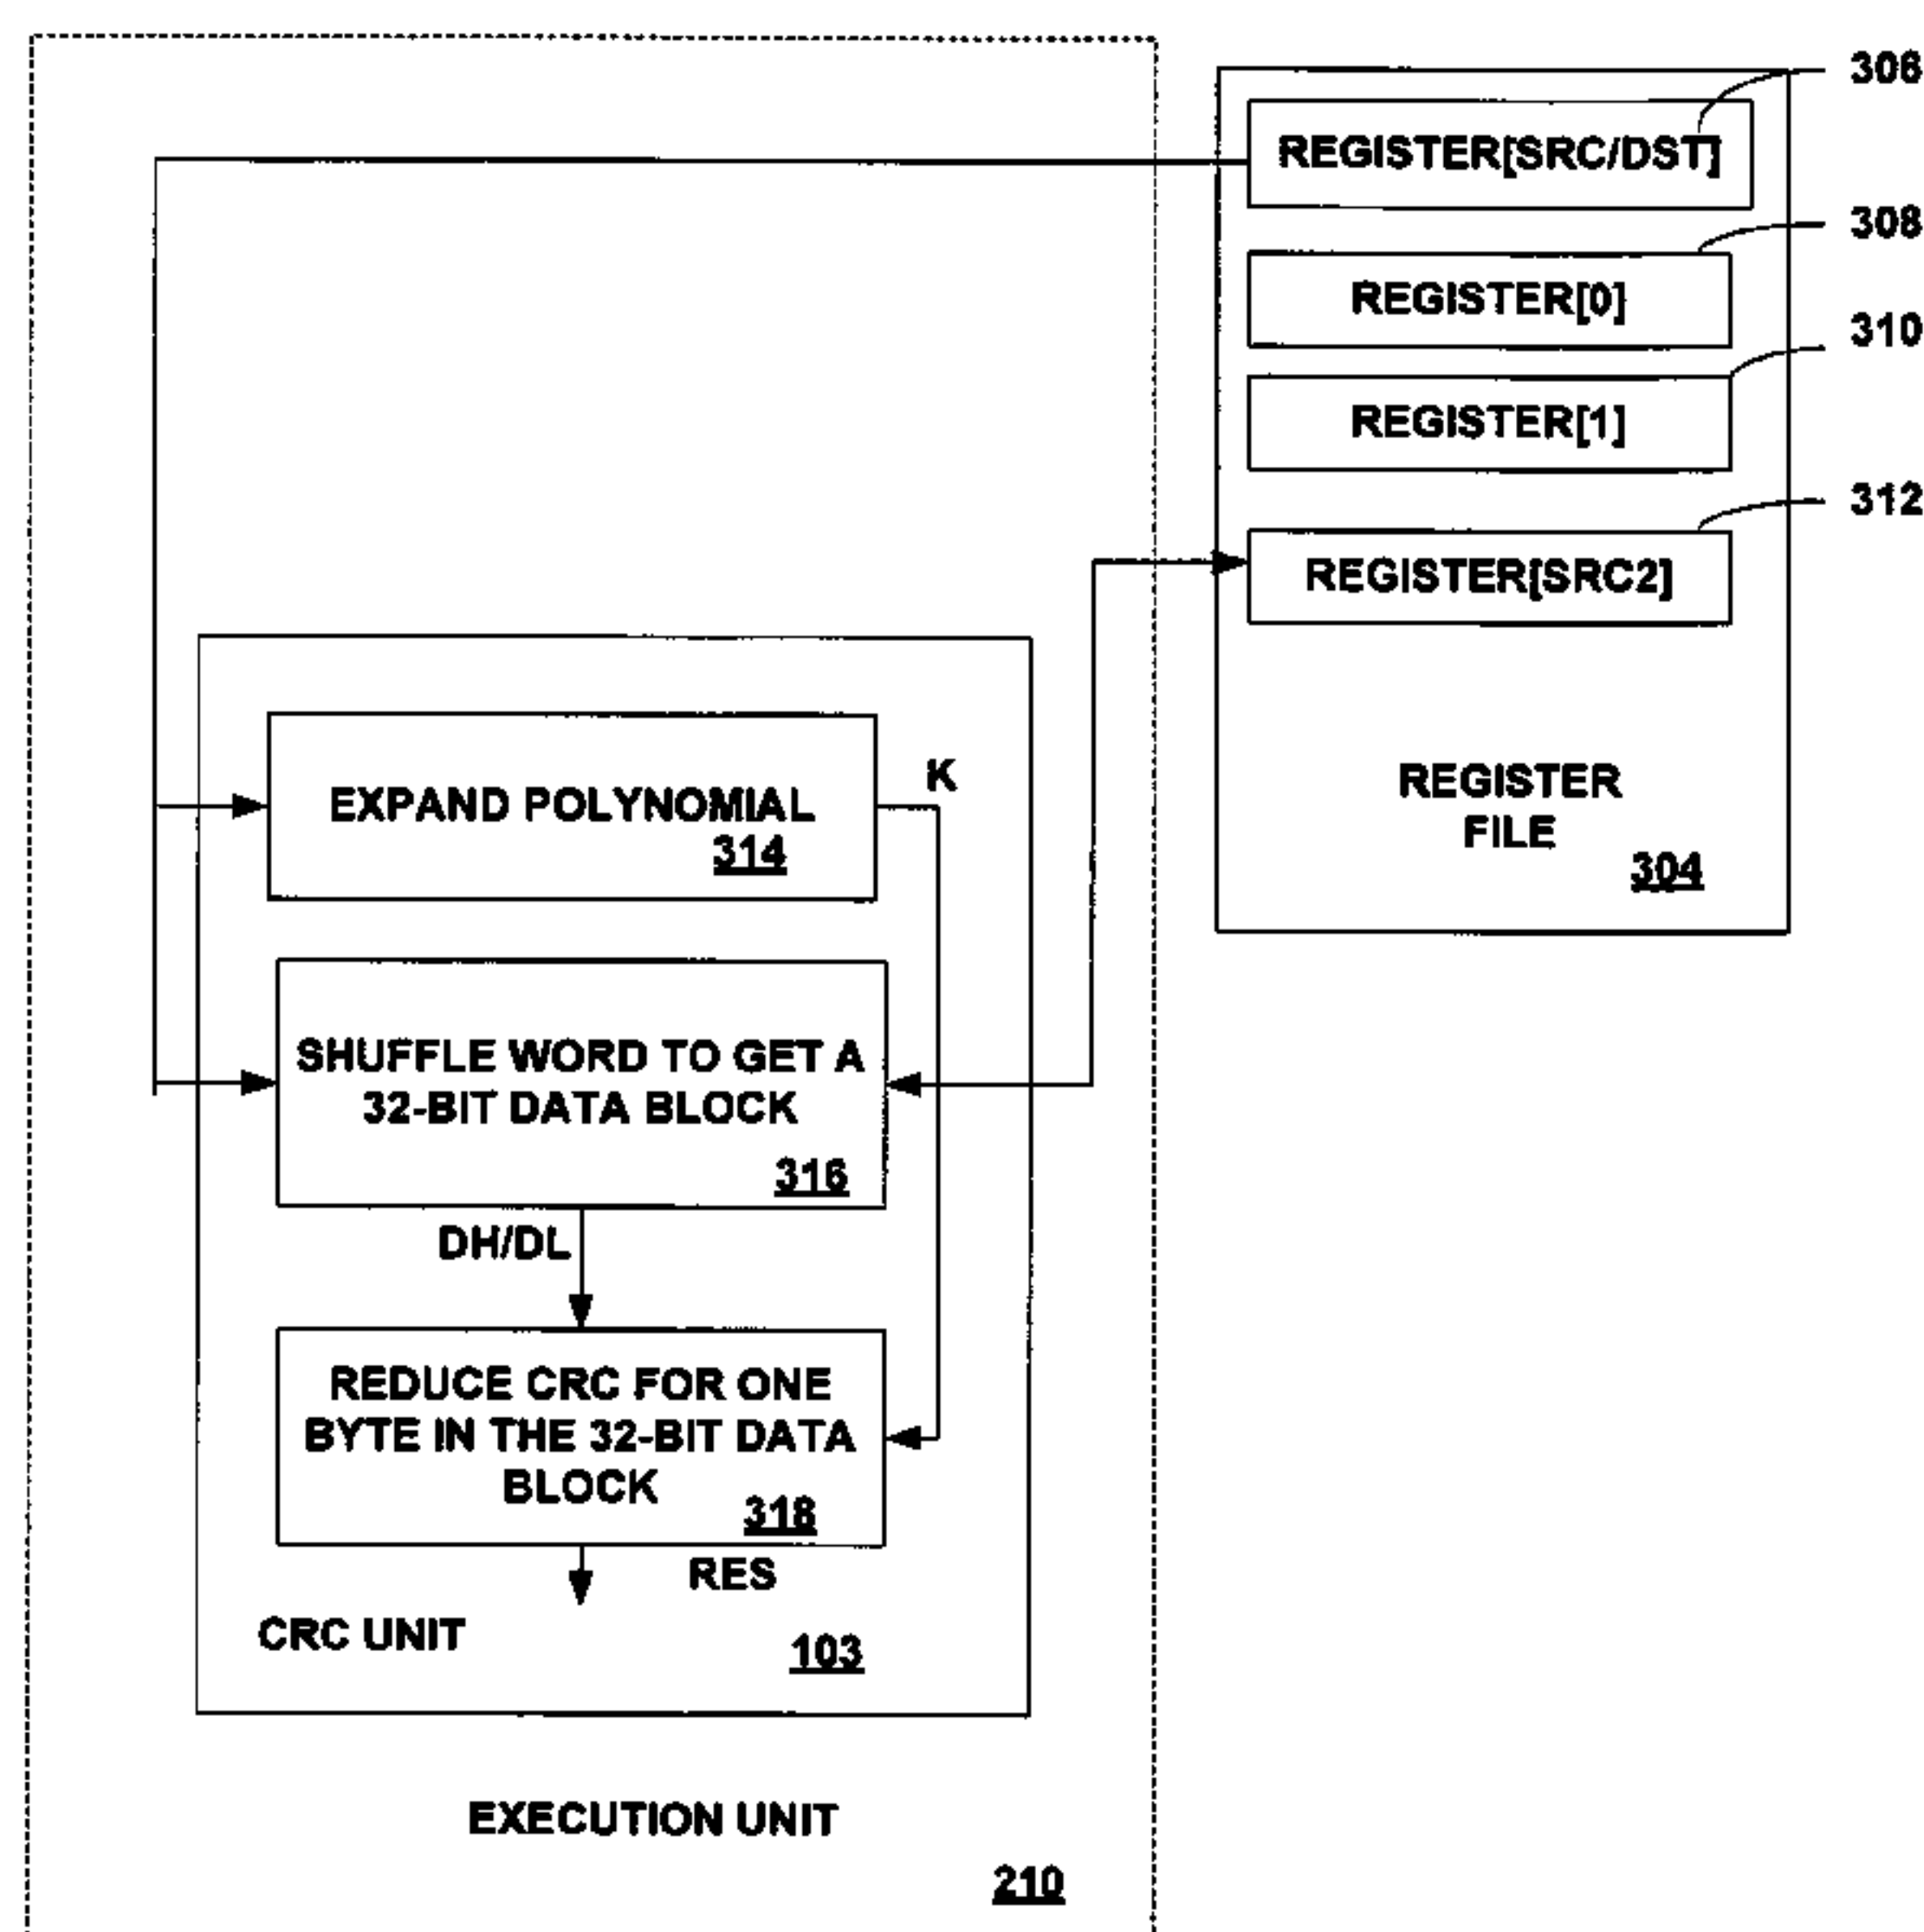 306
REGISTER[SRC/DST]
308
REGISTER[0]
310
REGISTER[1]
312
REGISTER[SRC2]
REGISTER
FILE
304
EXPAND POLYNOMIAL
314
K
SHUFFLE WORD TO GET A
32-BIT DATA BLOCK
316
DH/DL
REDUCE CRC FOR ONE
BYTE IN THE 32-BIT DATA
BLOCK
318
RES
CRC UNIT
103
EXECUTION UNIT
210